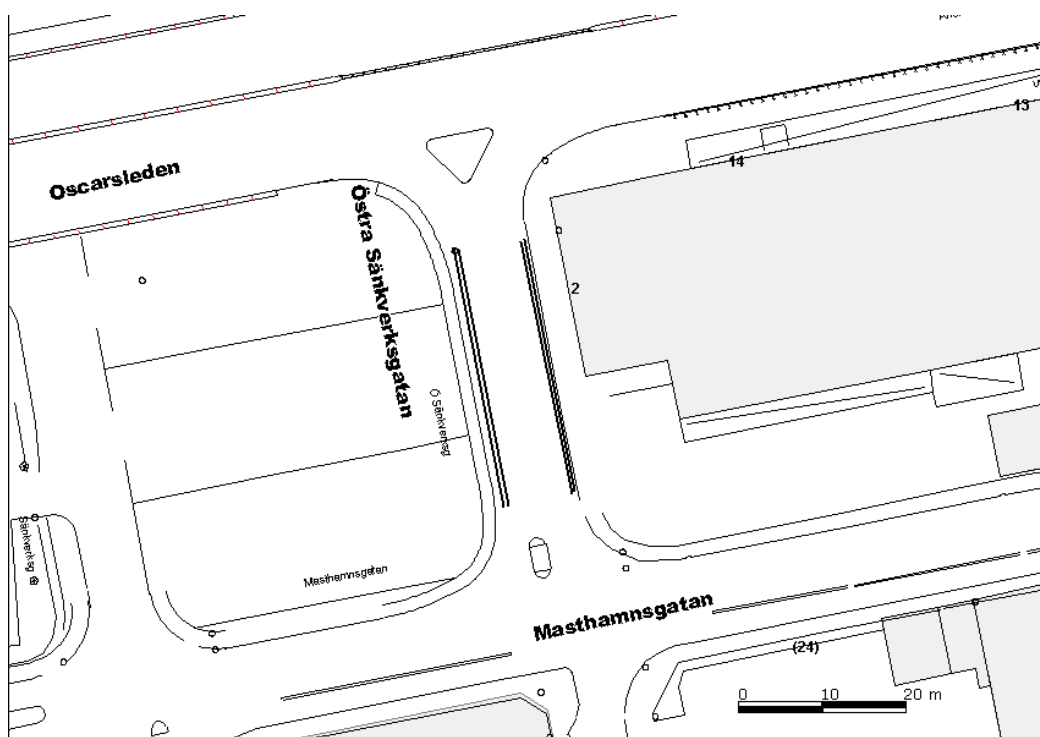 13
14
Oscarsleden
Östra Sänkverksgatan
2
Ö Sänkverksg
Sänkverksg
Masthamnsgatan
Masthamnsgatan
(24)
0 10 20 m